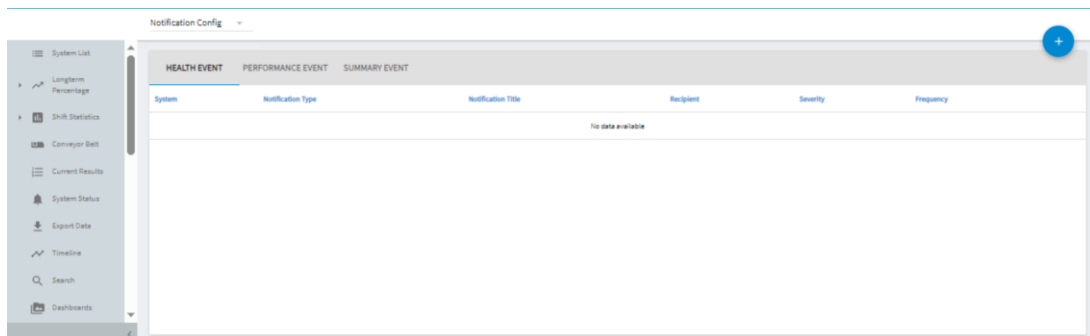 Notification Config
+
System List
Longterm
Percentage
Shift Statistics
Conveyor Belt
Current Results
System Status
Export Data
Timeline
Search
Dashboards
HEALTH EVENT PERFORMANCE EVENT SUMMARY EVENT
System Notification Type Notification Title Recipient Severity Frequency
No data available